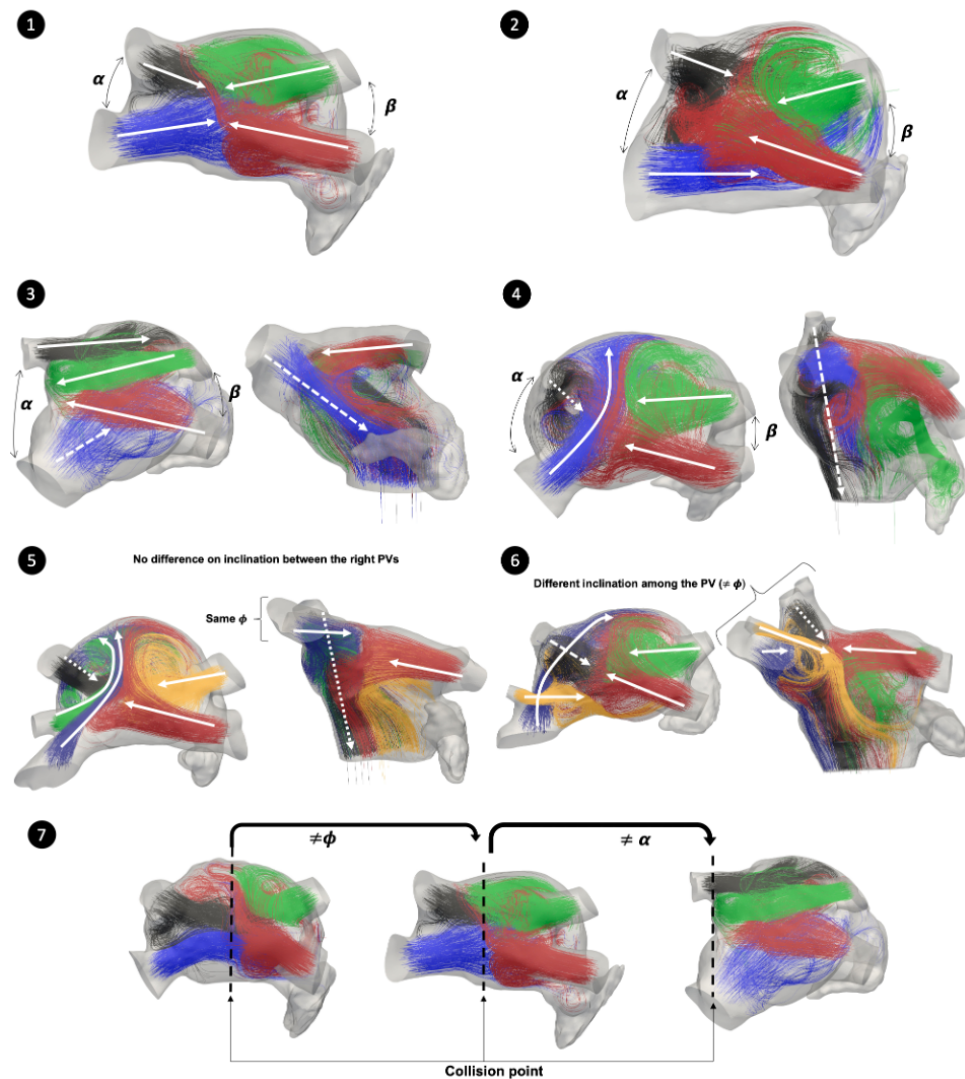 1
2
α
β
α
β
3
4
α
β
α
β
5
No difference on inclination between the right PVs
6
Different inclination among the PV (≠ ϕ)
Same ϕ
7
≠ϕ
≠ α
Collision point